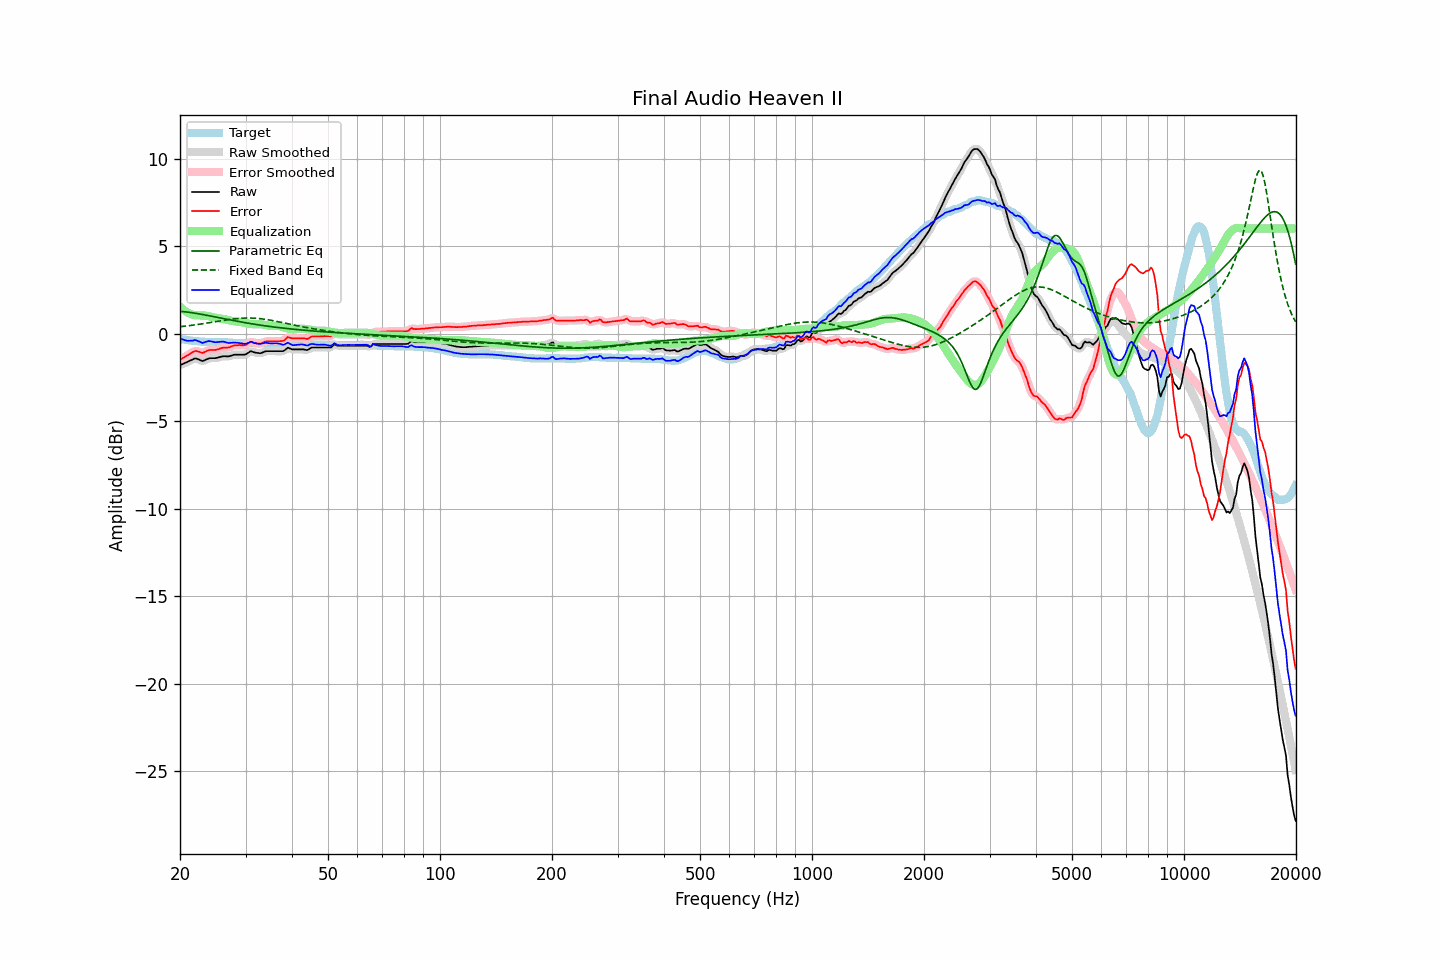 Final Audio Heaven II
Target
Raw Smoothed
Error Smoothed
Raw
Error
Equalization
Parametric Eq
Fixed Band Eq
Equalized
10
5
0
−5
−10
−15
−20
−25
Amplitude (dBr)
20 50 100 200 500 1000 2000 5000 10000 20000
Frequency (Hz)